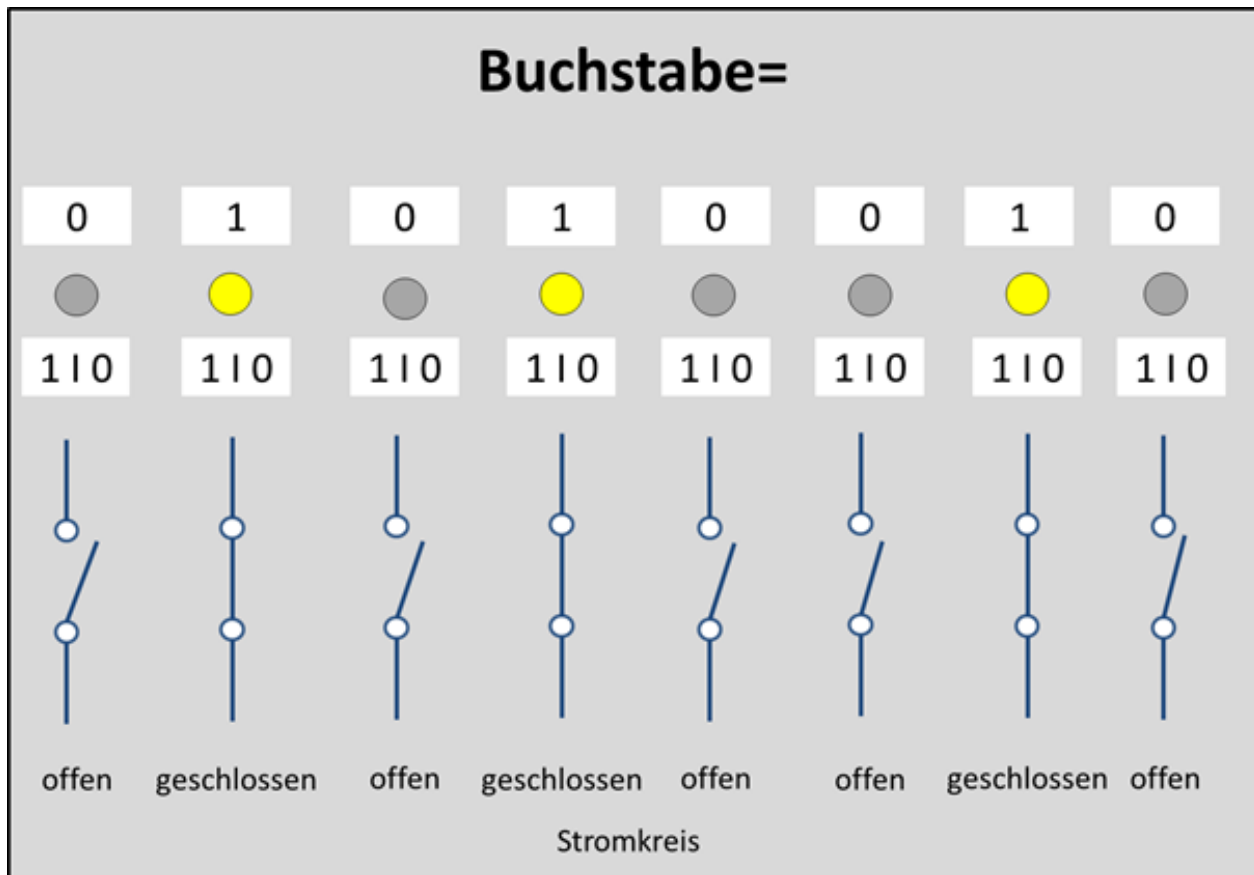 Buchstabe=
0 1 0 1 0 0 1 0
1 I 0 1 I 0 1 I 0 1 I 0 1 I 0 1 I 0 1 I 0 1 I 0
offen geschlossen offen geschlossen offen offen geschlossen offen
Stromkreis